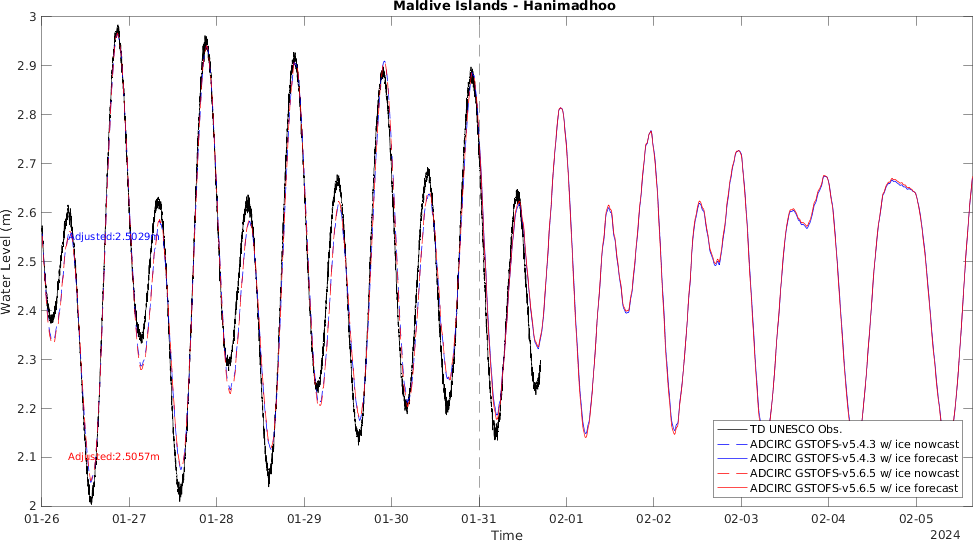 Maldive Islands - Hanimadhoo
Water Level (m)
3
2.9
2.8
2.7
2.6
2.5
2.4
2.3
2.2
2.1
2
Adjusted:2.5029m
Adjusted:2.5057m
TD UNESCO Obs.
ADCIRC GSTOFS-v5.4.3 w/ ice nowcast
ADCIRC GSTOFS-v5.4.3 w/ ice forecast
ADCIRC GSTOFS-v5.6.5 w/ ice nowcast
ADCIRC GSTOFS-v5.6.5 w/ ice forecast
01-26 01-27 01-28 01-29 01-30 01-31 02-01 02-02 02-03 02-04 02-05
Time
2024